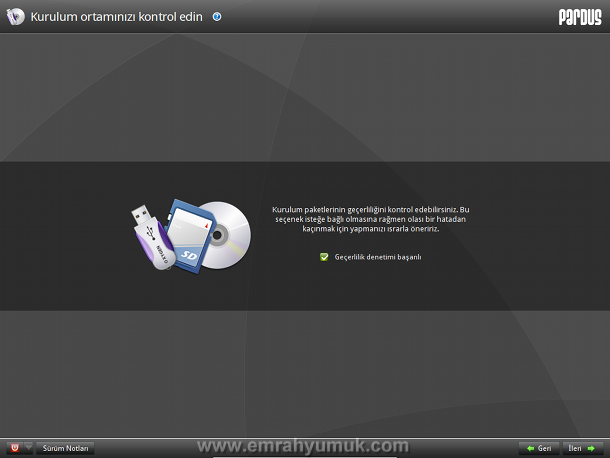 Kurulum ortamınızı kontrol edin
PARDUS
Kurulum paketlerinin geçerliliğini kontrol edebilirsiniz. Bu
seçenek isteğe bağlı olmasına rağmen olası bir hatadan
kaçınmak için yapmanızı ısrarla öneririz.
OXYGEN
SD
Geçerlilik denetimi başarılı
Sürüm Notları
www.emrahyumuk.com
Geri
İleri